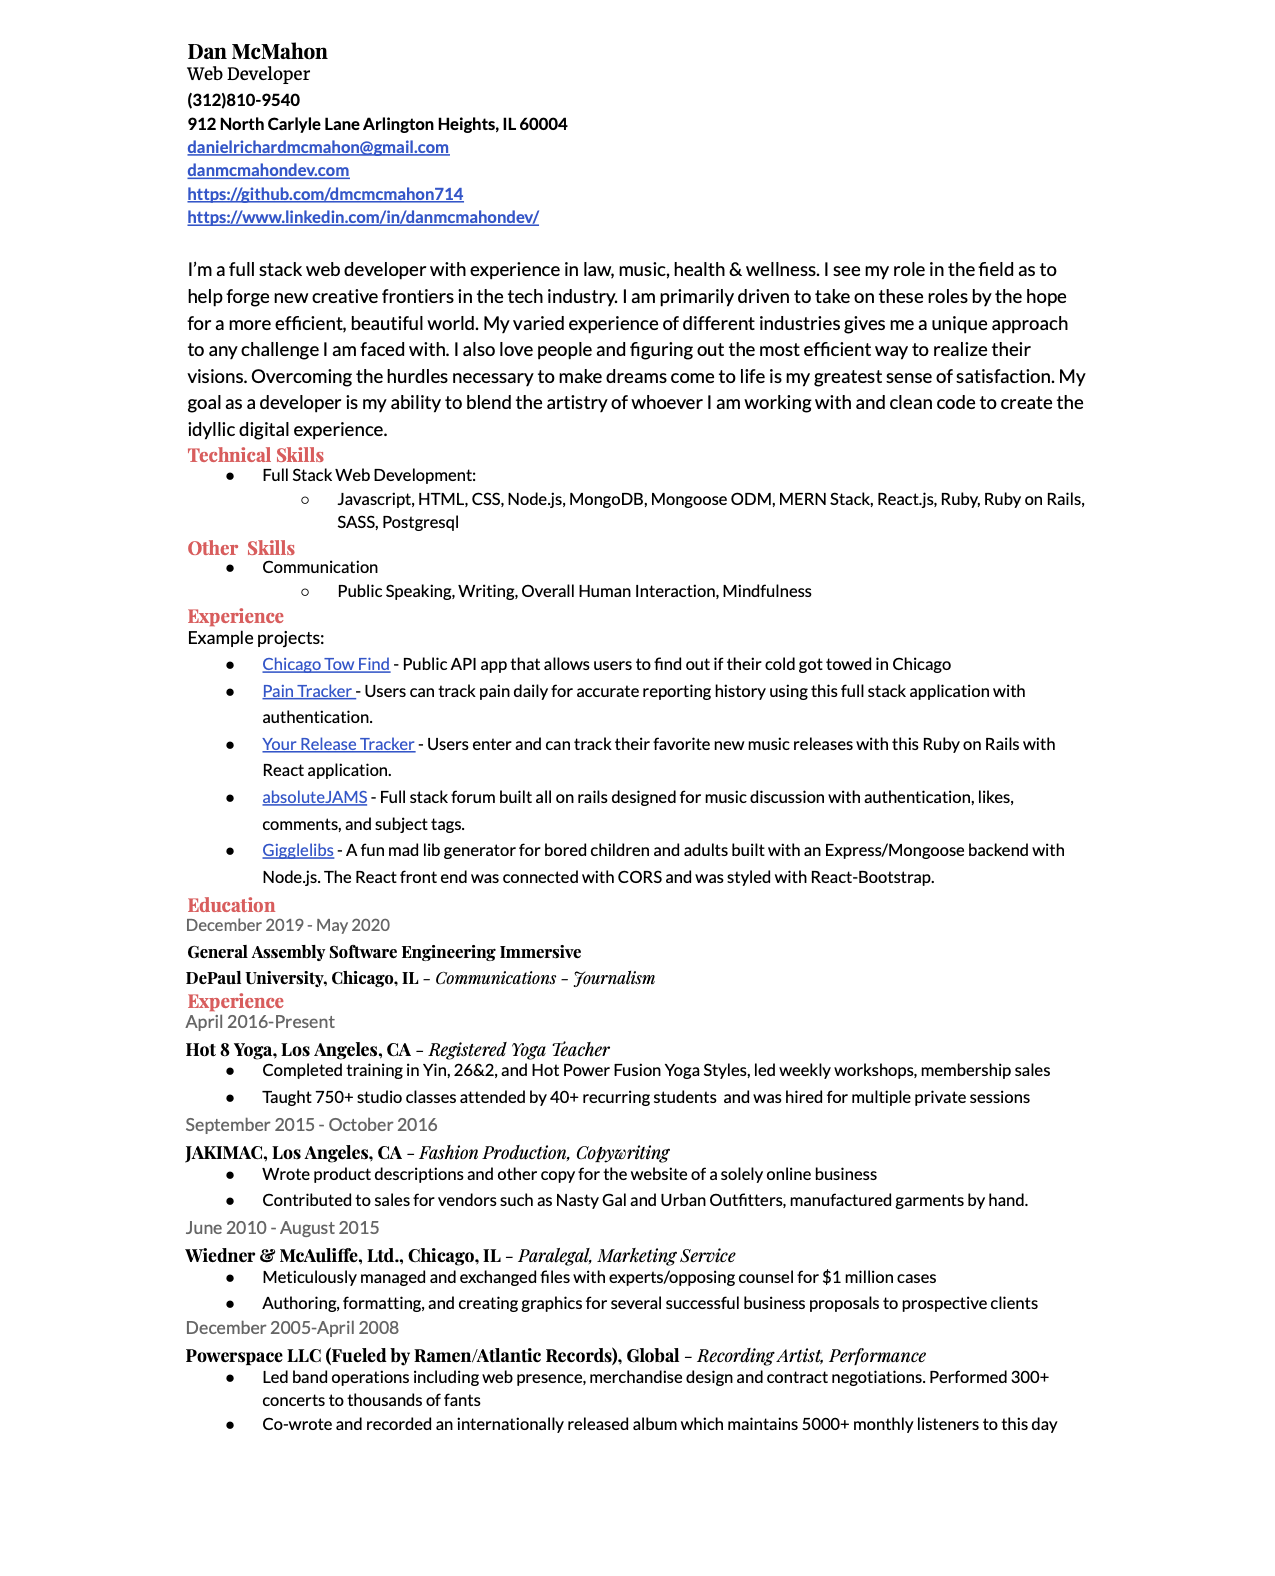 Dan McMahon
Web Developer
(312)810-9540
912 North Carlyle Lane Arlington Heights, IL 60004
danielrichardmcmahon@gmail.com
danmcmahondev.com
https://github.com/dmcmcmahon714
https://www.linkedin.com/in/danmcmahondev/
I'm a full stack web developer with experience in law, music, health & wellness. I see my role in the field as to
help forge new creative frontiers in the tech industry. I am primarily driven to take on these roles by the hope
for a more efficient, beautiful world. My varied experience of different industries gives me a unique approach
to any challenge I am faced with. I also love people and figuring out the most efficient way to realize their
visions. Overcoming the hurdles necessary to make dreams come to life is my greatest sense of satisfaction. My
goal as a developer is my ability to blend the artistry of whoever I am working with and clean code to create the
idyllic digital experience.
Technical Skills
● Full Stack Web Development:
○ Javascript, HTML, CSS, Node.js, MongoDB, Mongoose ODM, MERN Stack, React.js, Ruby, Ruby on Rails,
SASS, Postgresql
Other Skills
● Communication
○ Public Speaking, Writing, Overall Human Interaction, Mindfulness
Experience
Example projects:
● Chicago Tow Find - Public API app that allows users to find out if their cold got towed in Chicago
● Pain Tracker - Users can track pain daily for accurate reporting history using this full stack application with
authentication.
● Your Release Tracker - Users enter and can track their favorite new music releases with this Ruby on Rails with
React application.
● absoluteJAMS - Full stack forum built all on rails designed for music discussion with authentication, likes,
comments, and subject tags.
● Gigglelibs - A fun mad lib generator for bored children and adults built with an Express/Mongoose backend with
Node.js. The React front end was connected with CORS and was styled with React-Bootstrap.
Education
December 2019 - May 2020
General Assembly Software Engineering Immersive
DePaul University, Chicago, IL – Communications – Journalism
Experience
April 2016-Present
Hot 8 Yoga, Los Angeles, CA – Registered Yoga Teacher
● Completed training in Yin, 26&2, and Hot Power Fusion Yoga Styles, led weekly workshops, membership sales
● Taught 750+ studio classes attended by 40+ recurring students and was hired for multiple private sessions
September 2015 - October 2016
JAKIMAC, Los Angeles, CA – Fashion Production, Copywriting
● Wrote product descriptions and other copy for the website of a solely online business
● Contributed to sales for vendors such as Nasty Gal and Urban Outfitters, manufactured garments by hand.
June 2010 - August 2015
Wiedner & McAuliffe, Ltd., Chicago, IL – Paralegal, Marketing Service
● Meticulously managed and exchanged files with experts/opposing counsel for $1 million cases
● Authoring, formatting, and creating graphics for several successful business proposals to prospective clients
December 2005-April 2008
Powerspace LLC (Fueled by Ramen/Atlantic Records), Global – Recording Artist, Performance
● Led band operations including web presence, merchandise design and contract negotiations. Performed 300+
concerts to thousands of fants
● Co-wrote and recorded an internationally released album which maintains 5000+ monthly listeners to this day